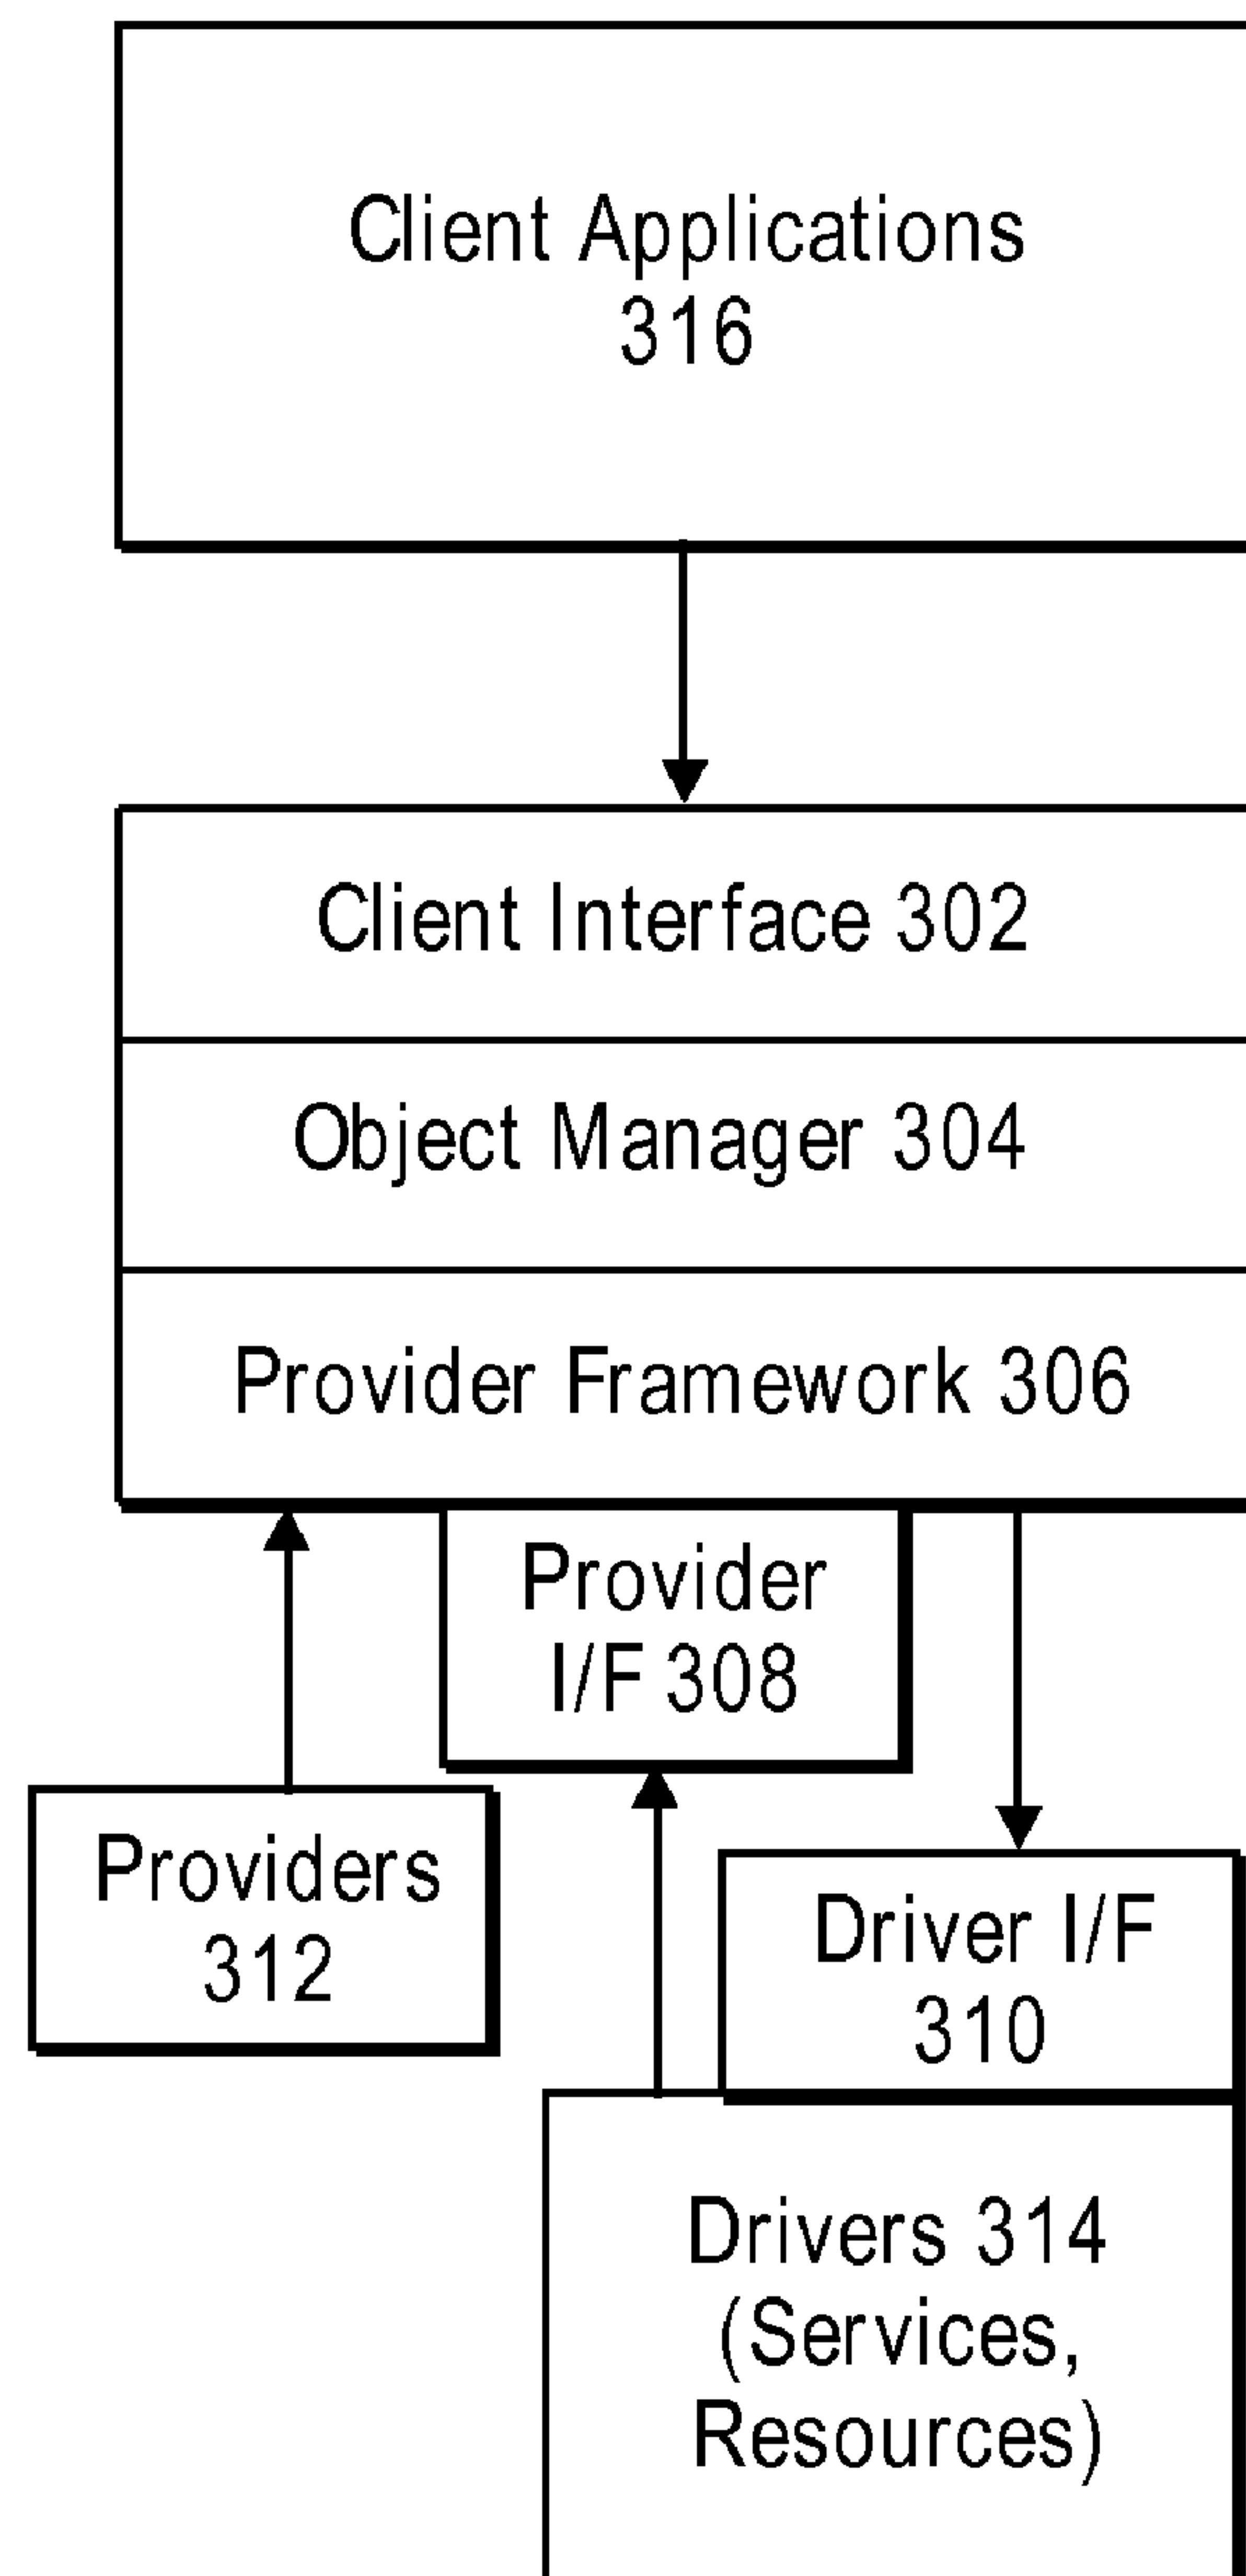 Client Applications
316
Client Interface 302
Object Manager 304
Provider Framework 306
Provider
I/F 308
Providers
312
Driver I/F
310
Drivers 314
(Services,
Resources)